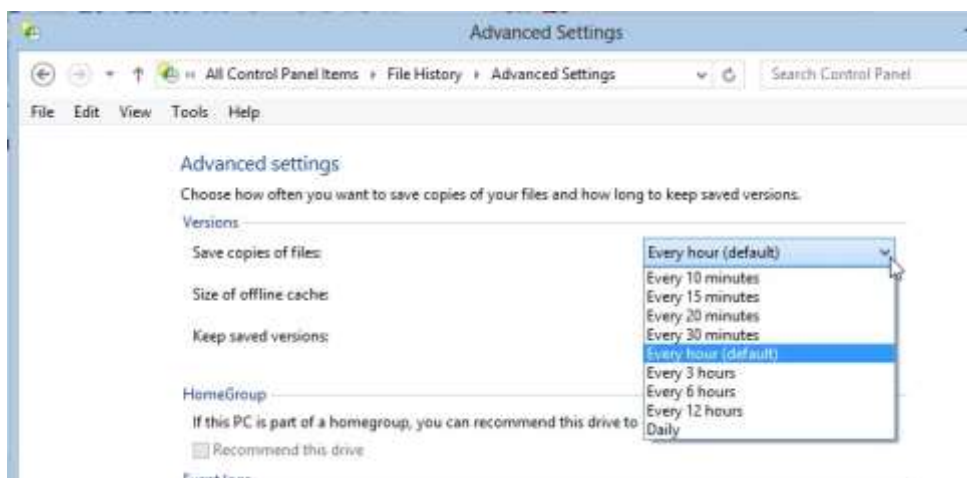 Advanced Settings
All Control Panel Items File History Advanced Settings Search Control Panel
File Edit View Tools Help
Advanced settings
Choose how often you want to save copies of your files and how long to keep saved versions.
Versions
Save copies of files: Every hour (default)
Every 10 minutes
Size of offline cache: Every 15 minutes
Every 20 minutes
Keep saved versions: Every 30 minutes
Every hour (default)
Every 3 hours
HomeGroup Every 6 hours
If this PC is part of a homegroup, you can recommend this drive to Every 12 hours
Daily
Recommend this drive